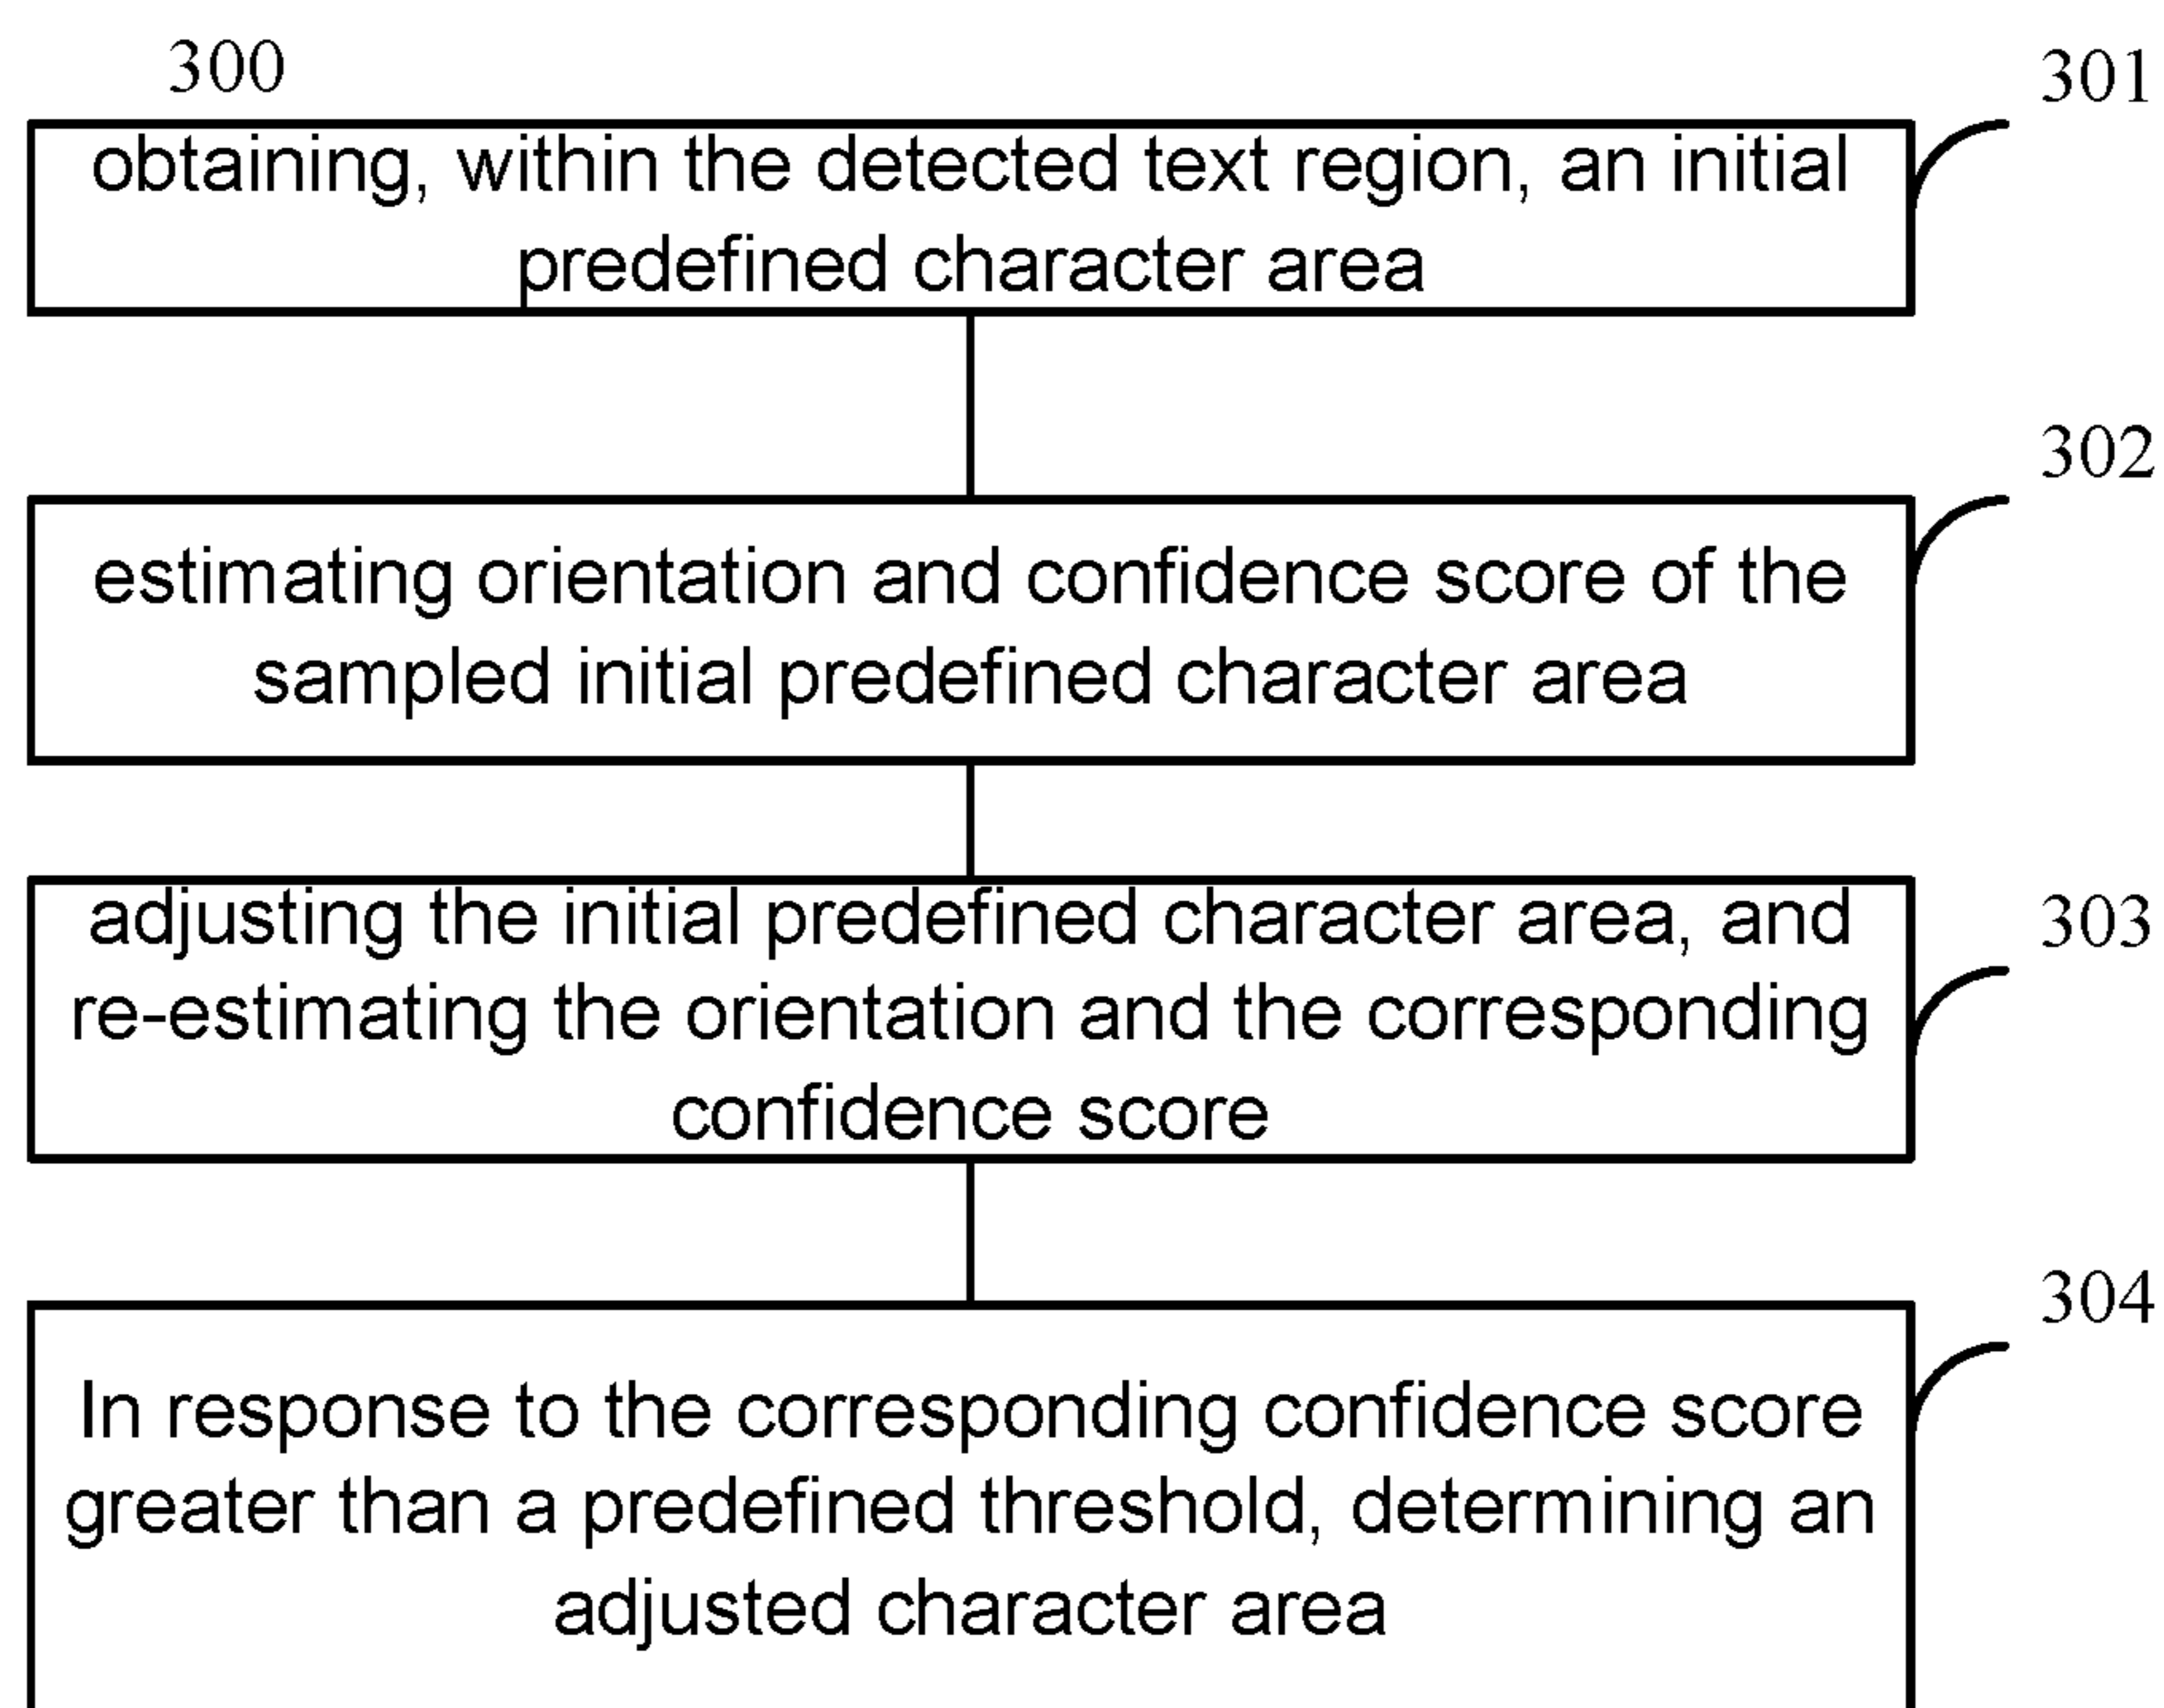 300
301
obtaining, within the detected text region, an initial
predefined character area
302
estimating orientation and confidence score of the
sampled initial predefined character area
303
adjusting the initial predefined character area, and
re-estimating the orientation and the corresponding
confidence score
304
In response to the corresponding confidence score
greater than a predefined threshold, determining an
adjusted character area